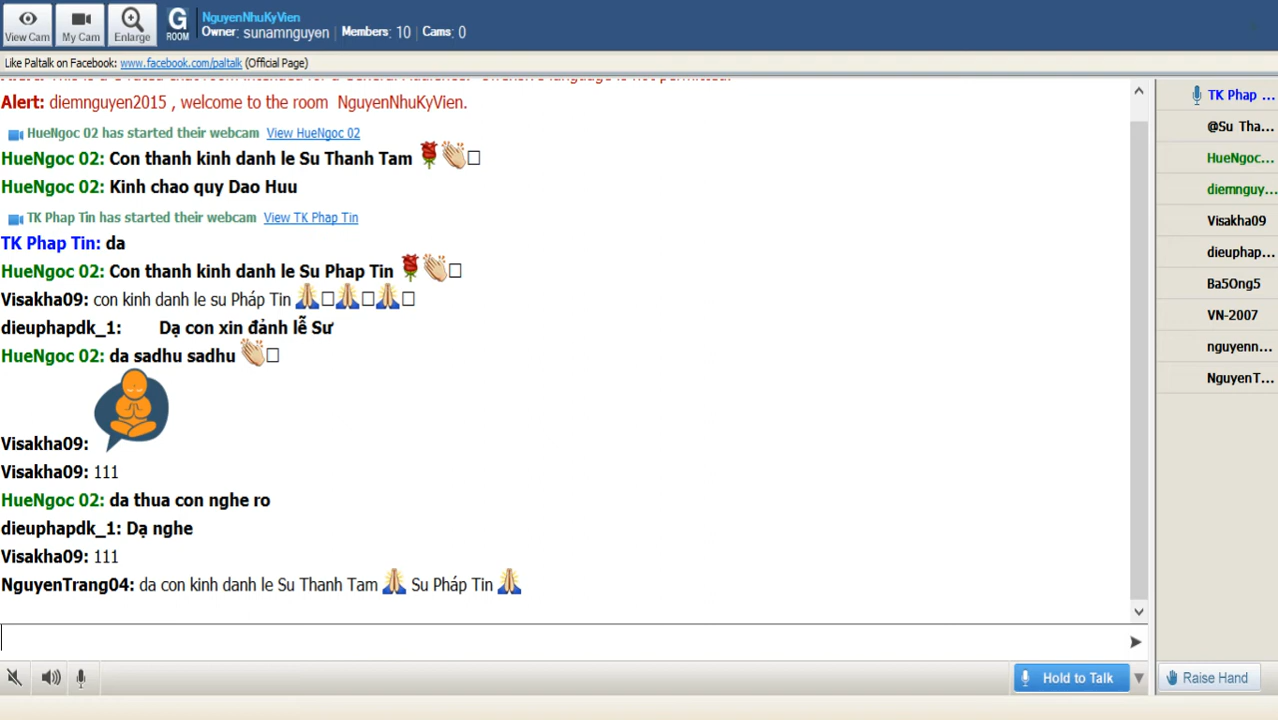 View Cam
My Cam
Enlarge
G
ROOM
NguyenNhuKyVien
Owner: sunamnguyen | Members: 10 | Cams: 0
Like Paltalk on Facebook: www.facebook.com/paltalk (Official Page)
Alert: diemnguyen2015 , welcome to the room NguyenNhuKyVien.
HueNgoc 02 has started their webcam View HueNgoc 02
HueNgoc 02: Con thanh kinh danh le Su Thanh Tam 🌹👏□
HueNgoc 02: Kinh chao quy Dao Huu
TK Phap Tin has started their webcam View TK Phap Tin
TK Phap Tin: da
HueNgoc 02: Con thanh kinh danh le Su Phap Tin 🌹👏□
Visakha09: con kinh danh le su Pháp Tin 🙏□🙏□🙏□
dieuphapdk_1: Dạ con xin đảnh lễ Sư
HueNgoc 02: da sadhu sadhu 👏□
Visakha09:
Visakha09: 111
HueNgoc 02: da thua con nghe ro
dieuphapdk_1: Dạ nghe
Visakha09: 111
NguyenTrang04: da con kinh danh le Su Thanh Tam 🙏 Su Pháp Tin 🙏
TK Phap ...
@Su Tha...
HueNgoc...
diemnguy...
Visakha09
dieuphap...
Ba5Ong5
VN-2007
nguyenn...
NguyenT...
Hold to Talk
Raise Hand